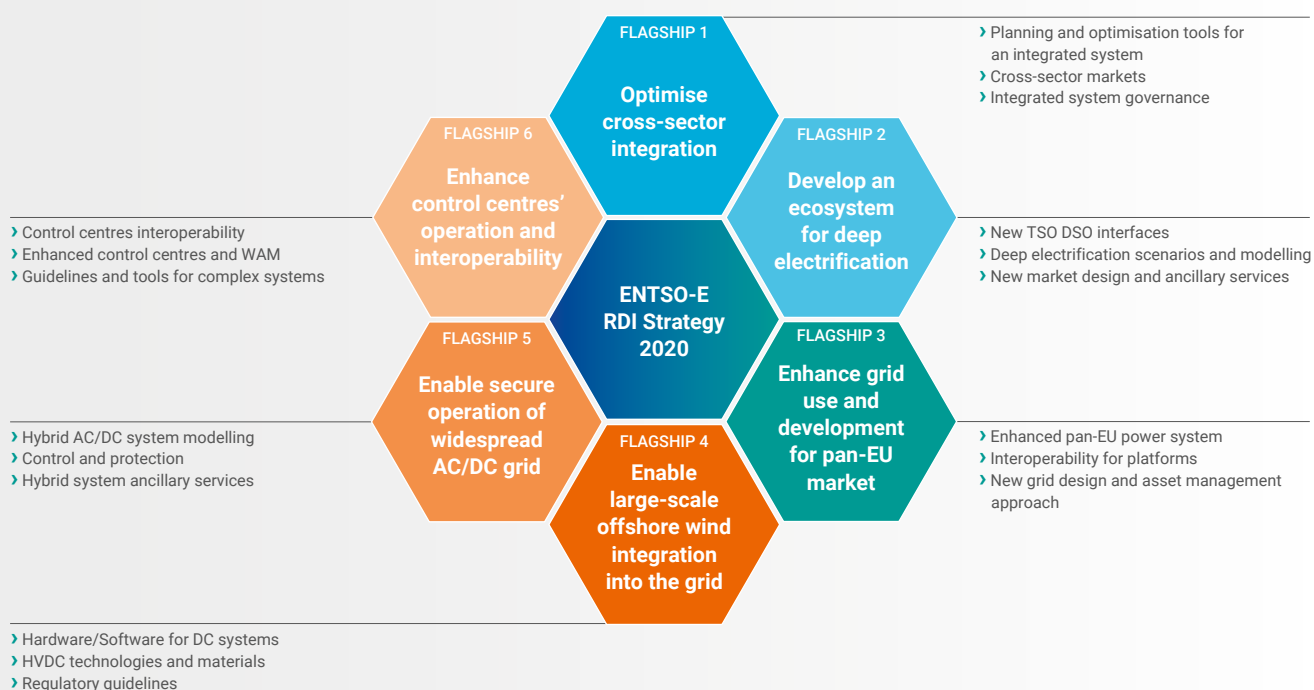 FLAGSHIP 1
Optimise
cross-sector
integration
› Planning and optimisation tools for
an integrated system
› Cross-sector markets
› Integrated system governance
FLAGSHIP 2
Develop an
ecosystem
for deep
electrification
› New TSO DSO interfaces
› Deep electrification scenarios and modelling
› New market design and ancillary services
FLAGSHIP 3
Enhance grid
use and
development
for pan-EU
market
› Enhanced pan-EU power system
› Interoperability for platforms
› New grid design and asset management
approach
FLAGSHIP 4
Enable
large-scale
offshore wind
integration
into the grid
› Hardware/Software for DC systems
› HVDC technologies and materials
› Regulatory guidelines
FLAGSHIP 5
Enable secure
operation of
widespread
AC/DC grid
› Hybrid AC/DC system modelling
› Control and protection
› Hybrid system ancillary services
FLAGSHIP 6
Enhance
control centres’
operation and
interoperability
› Control centres interoperability
› Enhanced control centres and WAM
› Guidelines and tools for complex systems
ENTSO-E
RDI Strategy
2020